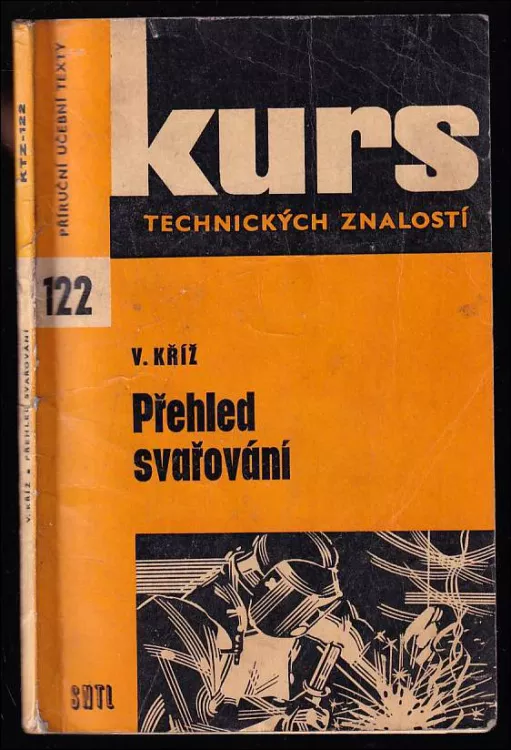 KTZ-122
V. KŘÍŽ ■ PŘEHLED SVAŘOVÁNÍ
PŘÍRUČNÍ UČEBNÍ TEXTY
kurs
TECHNICKÝCH ZNALOSTÍ
122
V. KŘÍŽ
Přehled
svařování
SNTL